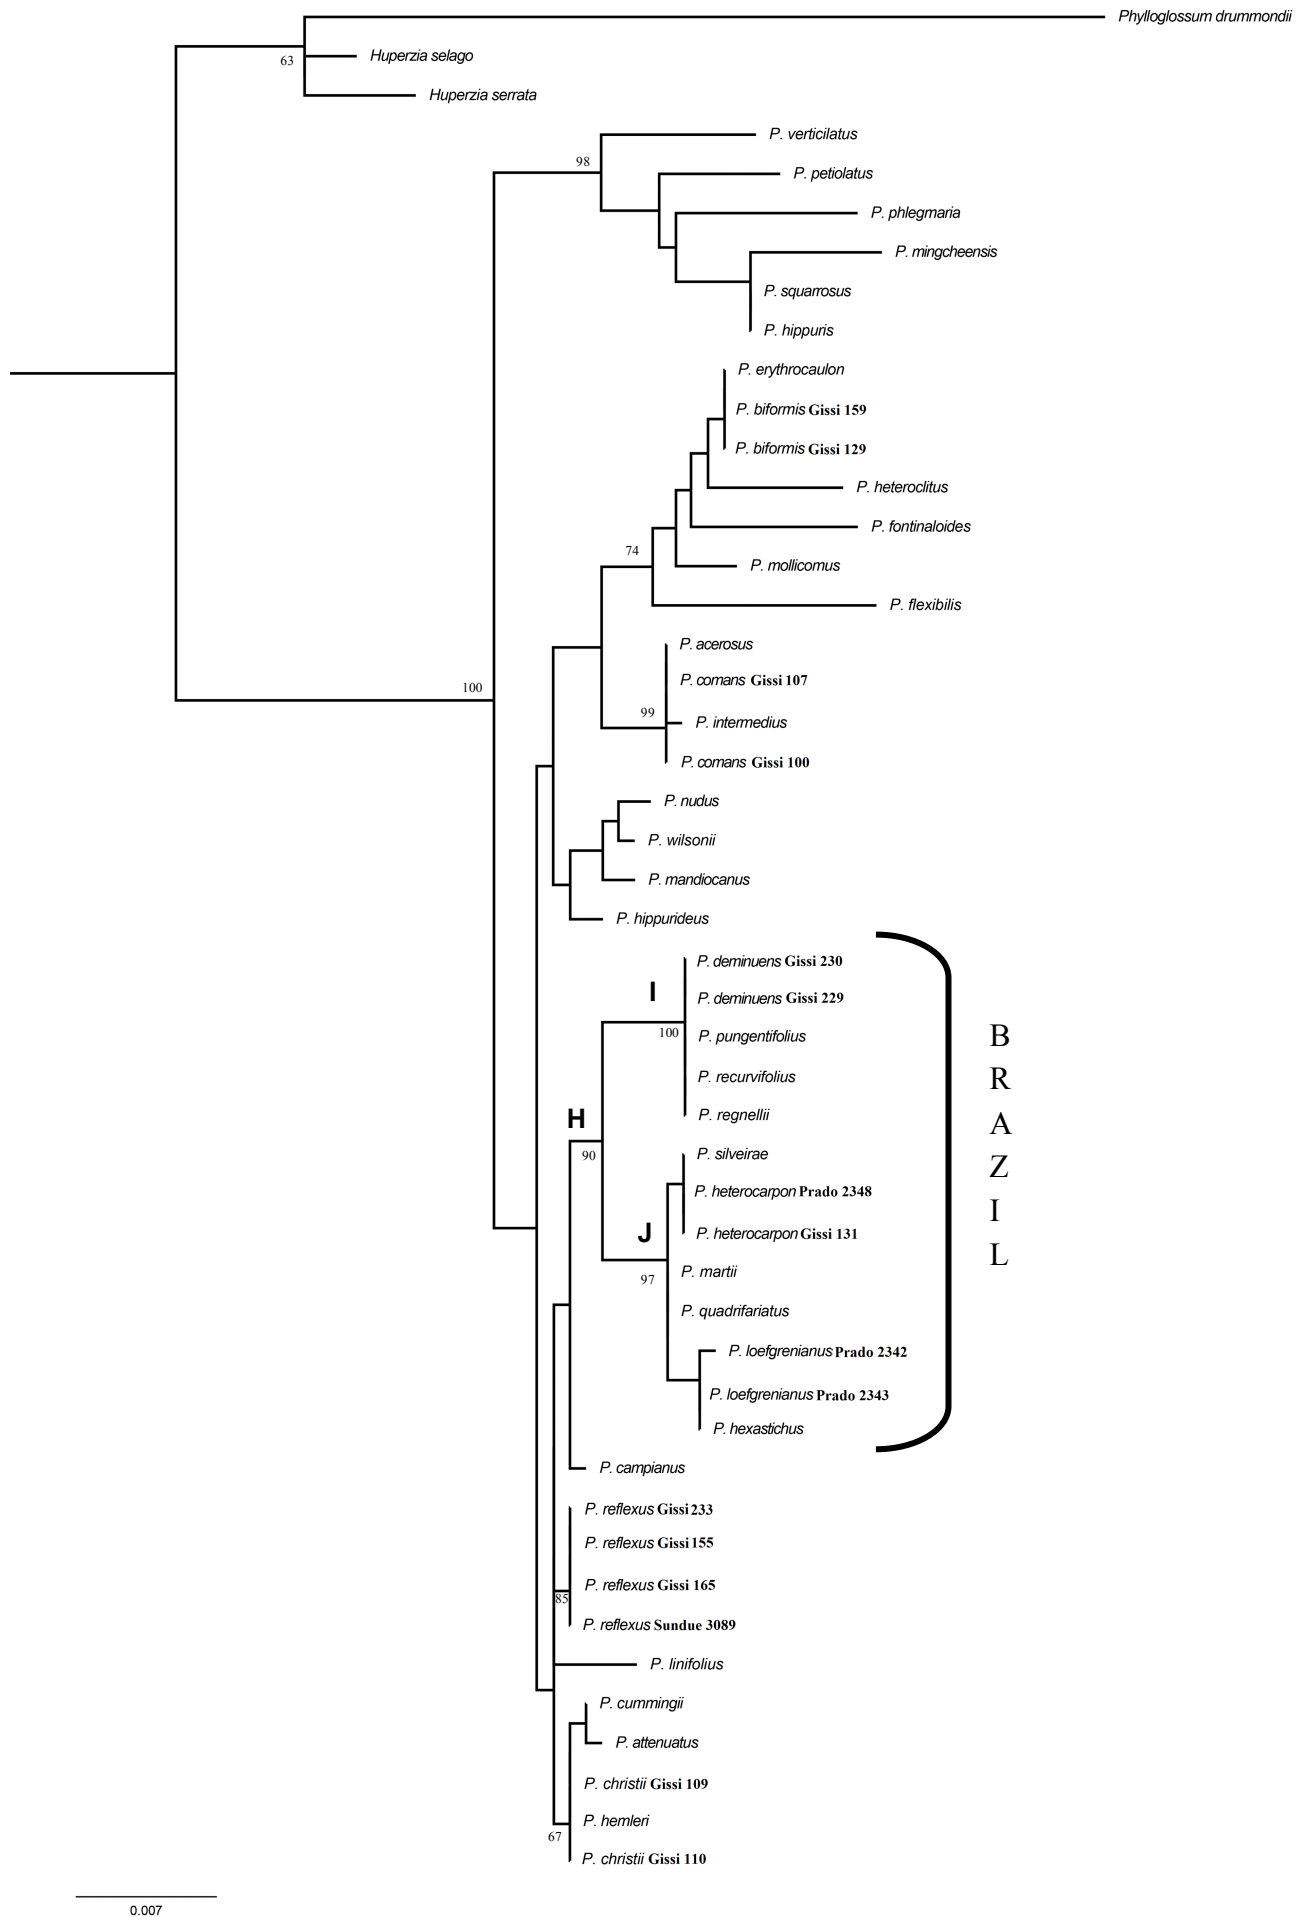 Phylloglossum drummondii
Huperzia selago
63
Huperzia serrata
P. verticilatus
98
P. petiolatus
P. phlegmaria
P. mingcheensis
P. squarrosus
P. hippuris
P. erythrocaulon
P. biformis Gissi 159
P. biformis Gissi 129
P. heteroclitus
P. fontinaloides
74
P. mollicomus
P. flexibilis
P. acerosus
P. comans Gissi 107
100
99
P. intermedius
P. comans Gissi 100
P. nudus
P. wilsonii
P. mandiocanus
P. hippurideus
P. deminuens Gissi 230
I
P. deminuens Gissi 229
100
P. pungentifolius
P. recurvifolius
P. regnellii
H
90
P. silveirae
P. heterocarpon Prado 2348
J
P. heterocarpon Gissi 131
97
P. martii
P. quadrifariatus
P. loefgrenianus Prado 2342
P. loefgrenianus Prado 2343
P. hexastichus
B
R
A
Z
I
L
P. campianus
P. reflexus Gissi 233
P. reflexus Gissi 155
P. reflexus Gissi 165
85
P. reflexus Sundue 3089
P. linifolius
P. cummingii
P. attenuatus
P. christii Gissi 109
P. hemleri
67
P. christii Gissi 110
0.007